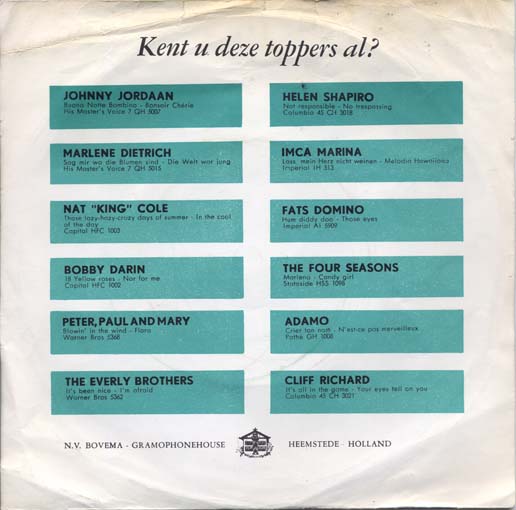 Kent u deze toppers al?
JOHNNY JORDAAN
Buona Notte Bambino - Bonsoir Chérie
His Master's Voice 7 QH 5007
MARLENE DIETRICH
Sag mir wo die Blumen sind - Die Welt war jung
His Master's Voice 7 QH 5015
NAT "KING" COLE
Those lazy-hazy-crazy days of summer - In the cool
of the day
Capitol HFC 1003
BOBBY DARIN
18 Yellow roses - Not for me
Capitol HFC 1002
PETER, PAUL AND MARY
Blowin' in the wind - Flora
Warner Bros 5368
THE EVERLY BROTHERS
It's been nice - I'm afraid
Warner Bros 5362
HELEN SHAPIRO
Not responsible - No trespassing
Columbia 45 CH 3018
IMCA MARINA
Lass, mein Herz nicht weinen - Melodia Hawaiiana
Imperial IH 513
FATS DOMINO
Hum diddy doo - Those eyes
Imperial AI 5909
THE FOUR SEASONS
Marlena - Candy girl
Stateside HSS 1098
ADAMO
Crier ton nom - N'est-ce pas merveilleux
Pathe GH 1008
CLIFF RICHARD
It's all in the game - Your eyes tell on you
Columbia 45 CH 3021
N.V. BOVEMA - GRAMOPHONEHOUSE HEEMSTEDE - HOLLAND